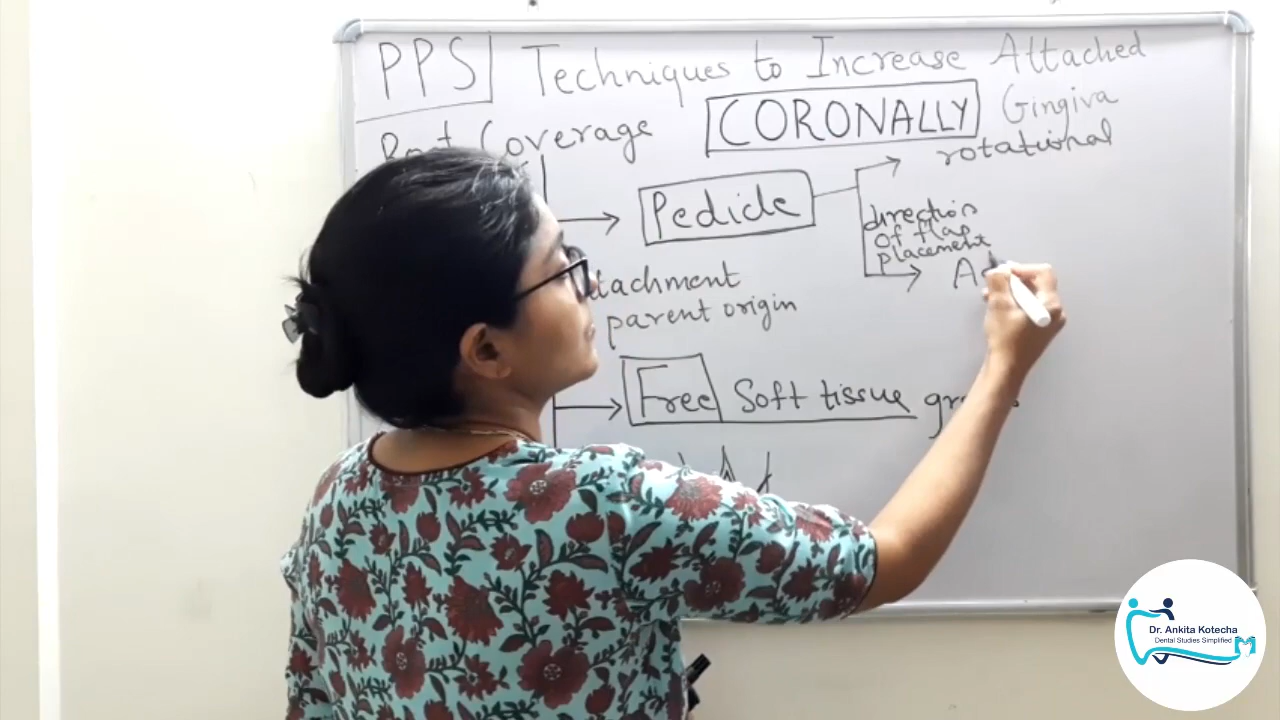 PPS Techniques to Increase Attached
Gingiva
Root Coverage
CORONALLY
rotational
Pedicle
direction
of flap
placement
A
tachment
parent origin
Free Soft tissue
Dr. Ankita Kotecha
Dental Studies Simplified